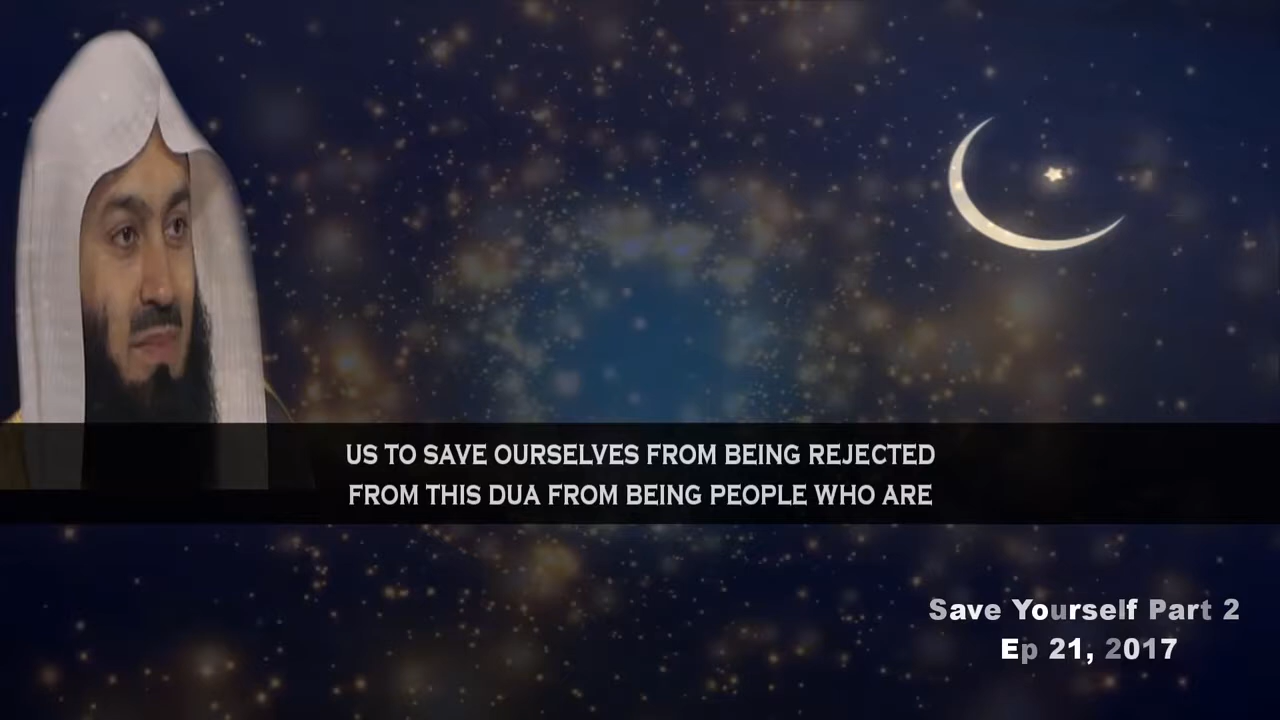 US TO SAVE OURSELVES FROM BEING REJECTED
FROM THIS DUA FROM BEING PEOPLE WHO ARE
Save Yourself Part 2
Ep 21, 2017